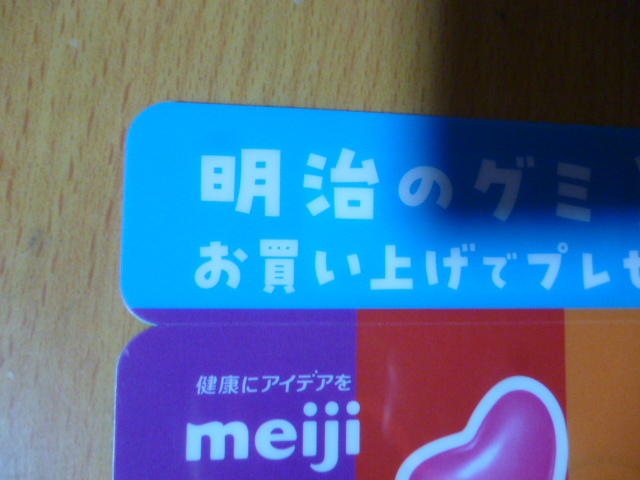 明治のグミ
お買い上げでプレゼ
健康にアイデアを
meiji